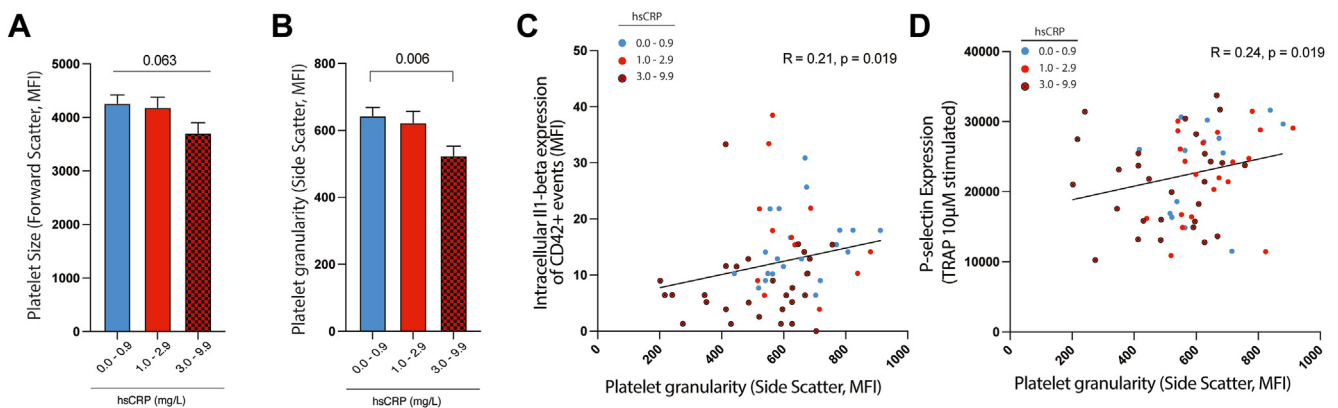 A
Platelet Size (Forward Scatter, MFI)
5000
4000
3000
2000
1000
0
0.063
0.0 - 0.9
1.0 - 2.9
3.0 - 9.9
hsCRP (mg/L)
B
Platelet granularity (Side Scatter, MFI)
800
600
400
200
0
0.006
0.0 - 0.9
1.0 - 2.9
3.0 - 9.9
hsCRP (mg/L)
C
hsCRP
0.0 - 0.9
1.0 - 2.9
3.0 - 9.9
R = 0.21, p = 0.019
Intracellular Il1-beta expression
of CD42+ events (MFI)
50
40
30
20
10
0
0
200
400
600
800
1000
Platelet granularity (Side Scatter, MFI)
D
hsCRP
0.0 - 0.9
1.0 - 2.9
3.0 - 9.9
R = 0.24, p = 0.019
P-selectin Expression
(TRAP 10μM stimulated)
40000
30000
20000
10000
0
0
200
400
600
800
1000
Platelet granularity (Side Scatter, MFI)